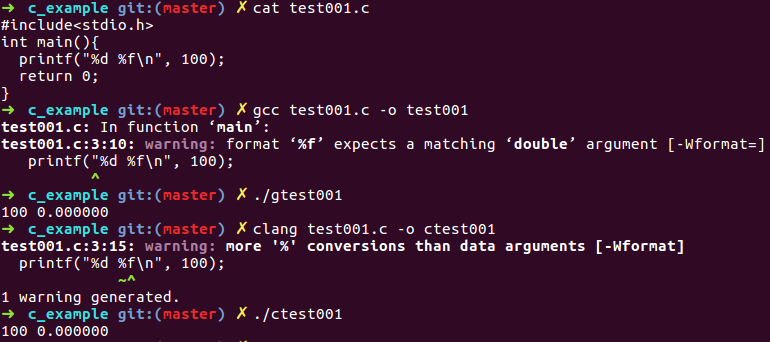 ➜  c_example git:(master) ✗ cat test001.c
#include<stdio.h>
int main(){
  printf("%d %f\n", 100);
  return 0;
}
➜  c_example git:(master) ✗ gcc test001.c -o test001
test001.c: In function ‘main’:
test001.c:3:10: warning: format ‘%f’ expects a matching ‘double’ argument [-Wformat=]
   printf("%d %f\n", 100);
          ^
➜  c_example git:(master) ✗ ./gtest001
100 0.000000
➜  c_example git:(master) ✗ clang test001.c -o ctest001
test001.c:3:15: warning: more '%' conversions than data arguments [-Wformat]
  printf("%d %f\n", 100);
             ~^
1 warning generated.
➜  c_example git:(master) ✗ ./ctest001
100 0.000000